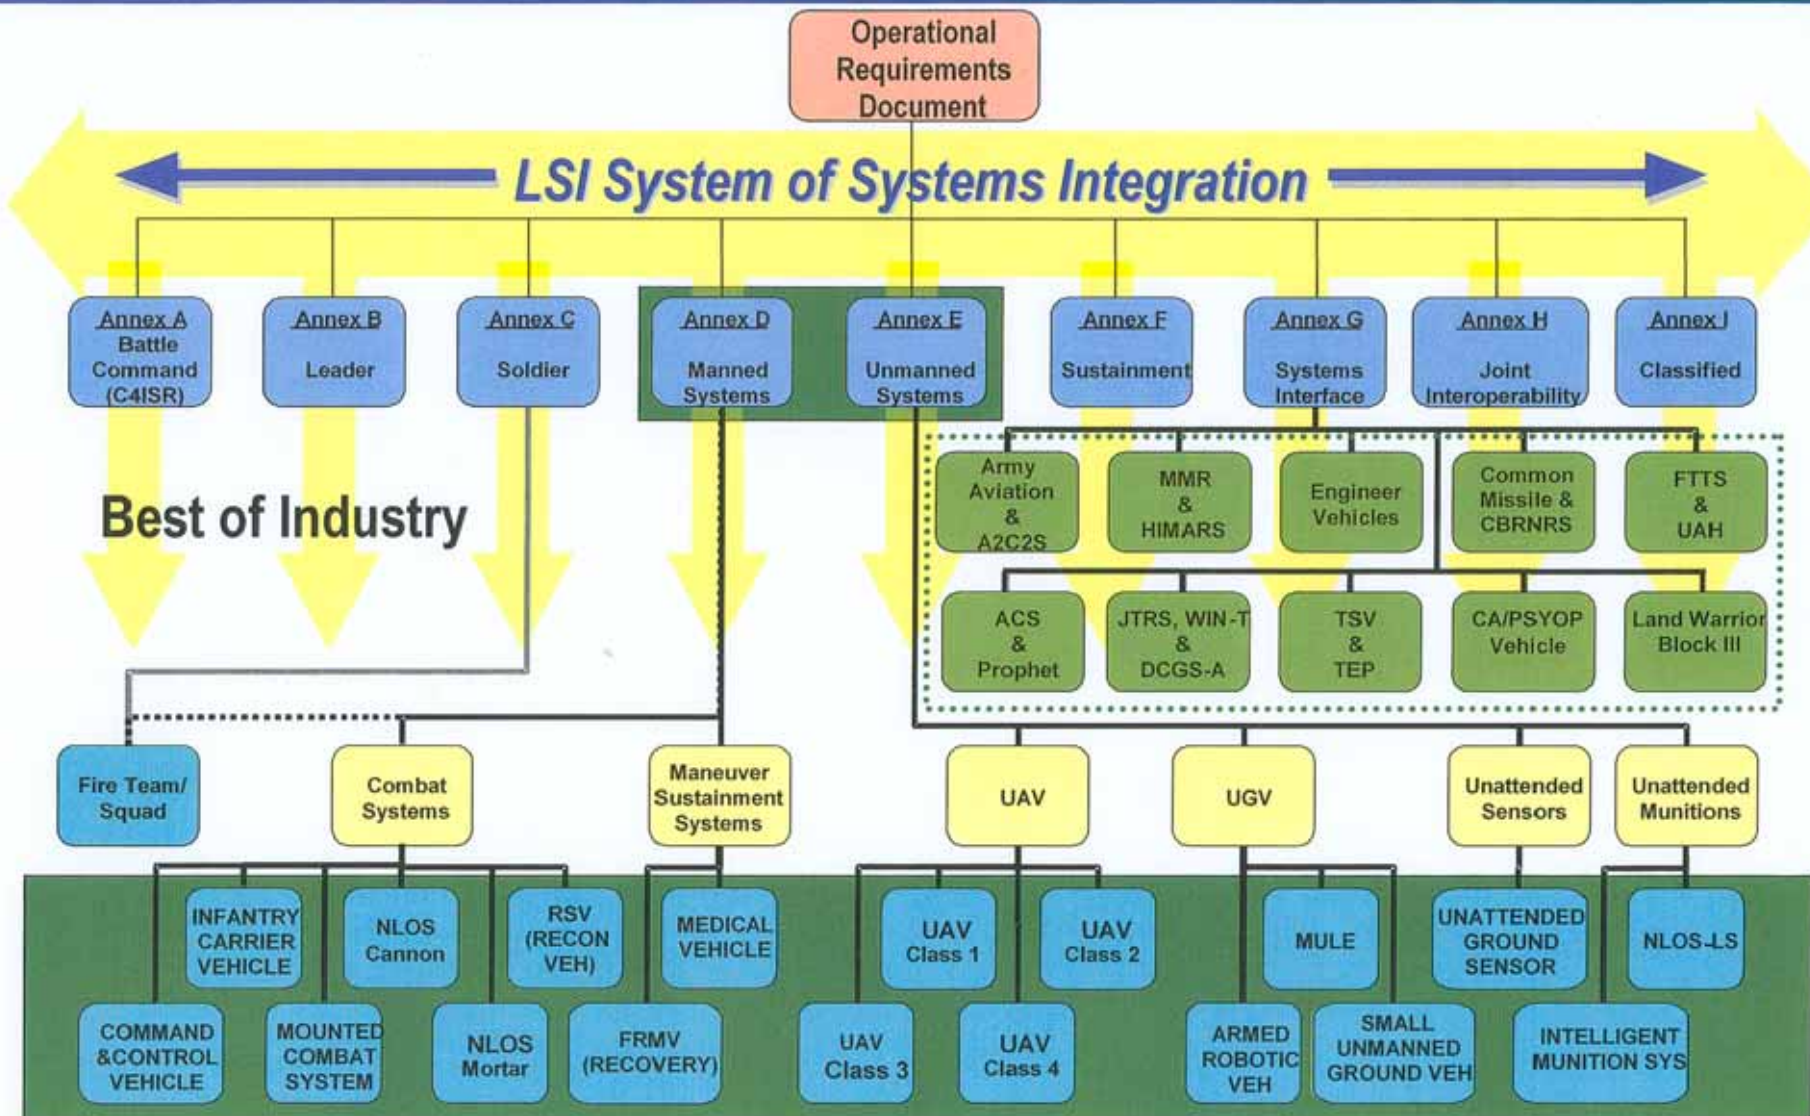 Operational
Requirements
Document
LSI System of Systems Integration
Annex A
Battle
Command
(C4ISR)
Annex B
Leader
Annex C
Soldier
Annex D
Manned
Systems
Annex E
Unmanned
Systems
Annex F
Sustainment
Annex G
Systems
Interface
Annex H
Joint
Interoperability
Annex I
Classified
Best of Industry
Army
Aviation
&
A2C2S
MMR
&
HIMARS
Engineer
Vehicles
Common
Missile &
CBRNRS
FTTS
&
UAH
ACS
&
Prophet
JTRS, WIN-T
&
DCGS-A
TSV
&
TEP
CA/PSYOP
Vehicle
Land Warrior
Block III
Fire Team/
Squad
Combat
Systems
Maneuver
Sustainment
Systems
UAV
UGV
Unattended
Sensors
Unattended
Munitions
INFANTRY
CARRIER
VEHICLE
NLOS
Cannon
RSV
(RECON
VEH)
MEDICAL
VEHICLE
UAV
Class 1
UAV
Class 2
MULE
UNATTENDED
GROUND
SENSOR
NLOS-LS
COMMAND
&CONTROL
VEHICLE
MOUNTED
COMBAT
SYSTEM
NLOS
Mortar
FRMV
(RECOVERY)
UAV
Class 3
UAV
Class 4
ARMED
ROBOTIC
VEH
SMALL
UNMANNED
GROUND VEH
INTELLIGENT
MUNITION SYS